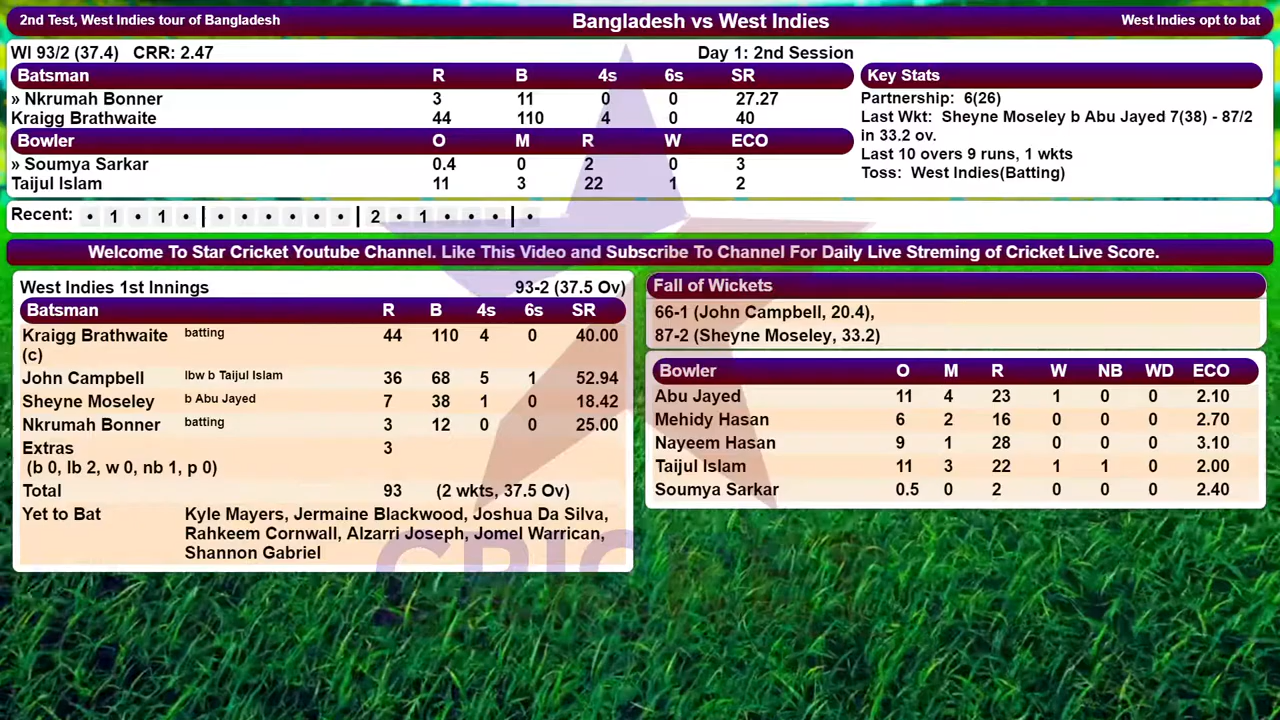 2nd Test, West Indies tour of Bangladesh Bangladesh vs West Indies West Indies opt to bat
WI 93/2 (37.4) CRR: 2.47 Day 1: 2nd Session
Batsman R B 4s 6s SR
» Nkrumah Bonner 3 11 0 0 27.27
Kraigg Brathwaite 44 110 4 0 40
Bowler O M R W ECO
» Soumya Sarkar 0.4 0 2 0 3
Taijul Islam 11 3 22 1 2
Key Stats
Partnership: 6(26)
Last Wkt: Sheyne Moseley b Abu Jayed 7(38) - 87/2
in 33.2 ov.
Last 10 overs 9 runs, 1 wkts
Toss: West Indies(Batting)
Recent: • 1 • 1 • | • • • • • • | 2 • 1 • • • | •
Welcome To Star Cricket Youtube Channel. Like This Video and Subscribe To Channel For Daily Live Streming of Cricket Live Score.
West Indies 1st Innings 93-2 (37.5 Ov)
Batsman R B 4s 6s SR
Kraigg Brathwaite batting 44 110 4 0 40.00
(c)
John Campbell lbw b Taijul Islam 36 68 5 1 52.94
Sheyne Moseley b Abu Jayed 7 38 1 0 18.42
Nkrumah Bonner batting 3 12 0 0 25.00
Extras 3
(b 0, lb 2, w 0, nb 1, p 0)
Total 93 (2 wkts, 37.5 Ov)
Yet to Bat Kyle Mayers, Jermaine Blackwood, Joshua Da Silva,
Rahkeem Cornwall, Alzarri Joseph, Jomel Warrican,
Shannon Gabriel
Fall of Wickets
66-1 (John Campbell, 20.4),
87-2 (Sheyne Moseley, 33.2)
Bowler O M R W NB WD ECO
Abu Jayed 11 4 23 1 0 0 2.10
Mehidy Hasan 6 2 16 0 0 0 2.70
Nayeem Hasan 9 1 28 0 0 0 3.10
Taijul Islam 11 3 22 1 1 0 2.00
Soumya Sarkar 0.5 0 2 0 0 0 2.40